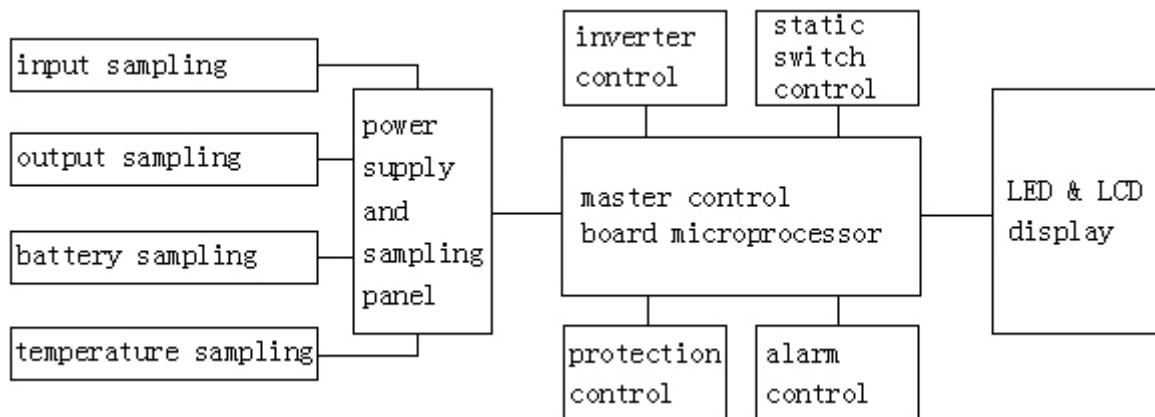 input sampling
output sampling
battery sampling
temperature sampling
power
supply
and
sampling
panel
inverter
control
static
switch
control
master control
board microprocessor
protection
control
alarm
control
LED & LCD
display